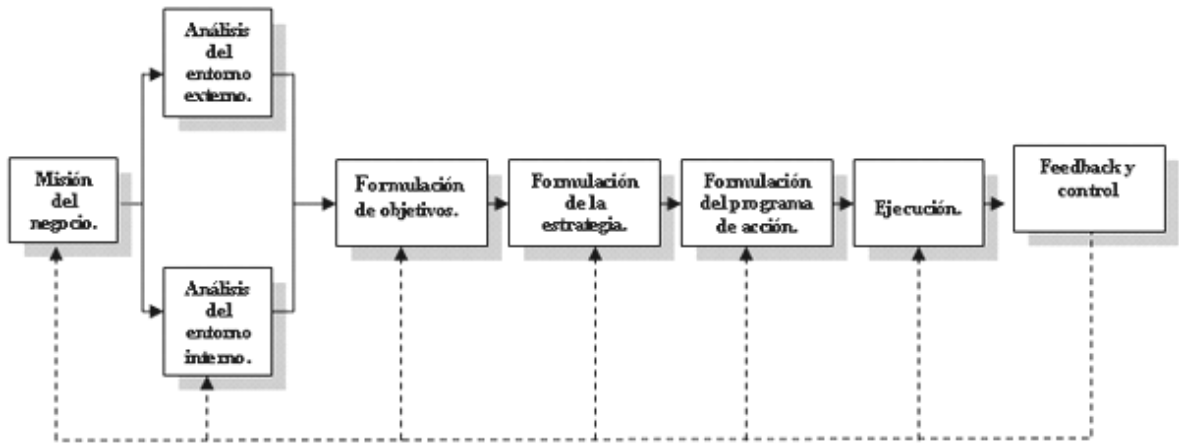 Análisis
del
entorno
externo.
Misión
del
negocio.
Análisis
del
entorno
interno.
Formulación
de objetivos.
Formulación
de la
estrategia.
Formulación
del programa
de acción.
Ejecución.
Feedback y
control